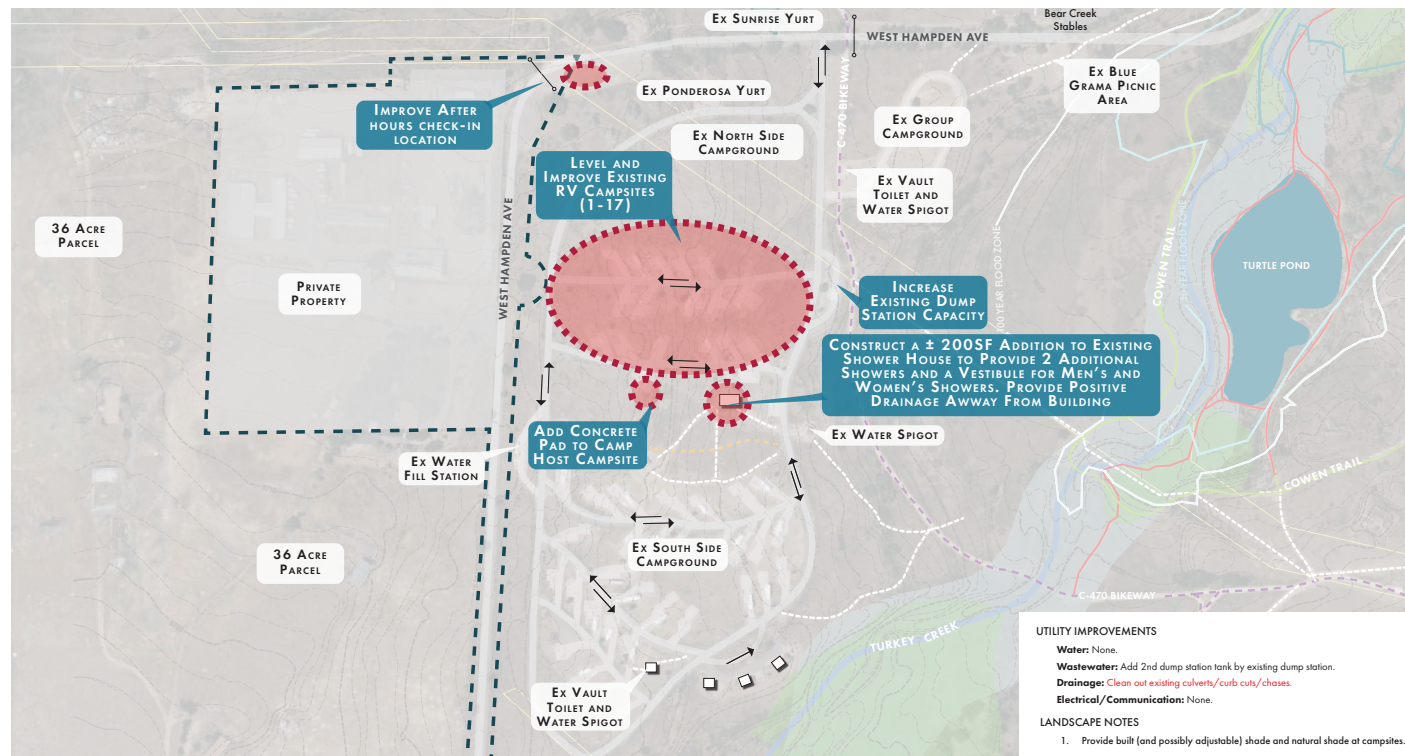 Ex Sunrise Yurt
Bear Creek
Stables
WEST HAMPDEN AVE
Ex Ponderosa Yurt
Ex Blue
Grama Picnic
Area
Improve After
hours check-in
location
Ex North Side
Campground
C-470 BIKEWAY
Ex Group
Campground
Level and
Improve Existing
RV Campsites
(1-17)
Ex Vault
Toilet and
Water Spigot
36 Acre
Parcel
WEST HAMPDEN AVE
Private
Property
100 YEAR FLOOD ZONE
COWEN TRAIL
TURTLE POND
Increase
Existing Dump
Station Capacity
Construct a ± 200SF Addition to Existing
Shower House to Provide 2 Additional
Showers and a Vestibule for Men's and
Women's Showers. Provide Positive
Drainage Awway From Building
Add Concrete
Pad to Camp
Host Campsite
Ex Water Spigot
Ex Water
Fill Station
COWEN TRAIL
36 Acre
Parcel
Ex South Side
Campground
C-470 BIKEWAY
TURKEY CREEK
Ex Vault
Toilet and
Water Spigot
UTILITY IMPROVEMENTS
Water: None.
Wastewater: Add 2nd dump station tank by existing dump station.
Drainage: Clean out existing culverts/curb cuts/chases.
Electrical/Communication: None.
LANDSCAPE NOTES
1. Provide built (and possibly adjustable) shade and natural shade at campsites.